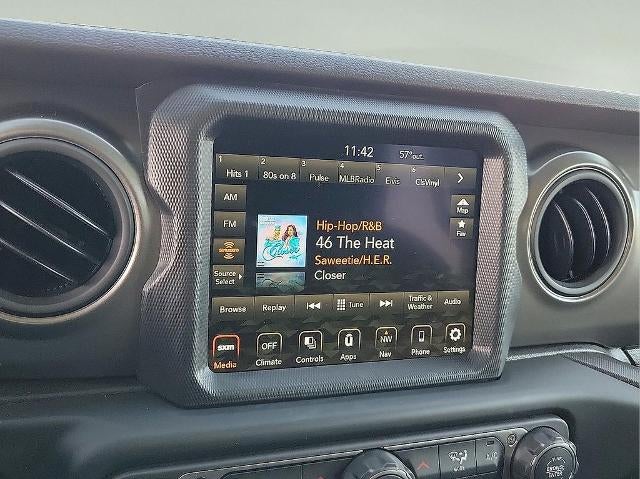 11:42 57°out.
1 2 3 4 5 6
Hits 1 80s on 8 Pulse MLBRadio Elvis ClsVinyl
AM
FM
Source
Select
Map
Fav
Hip-Hop/R&B
46 The Heat
Saweetie/H.E.R.
Closer
Browse Replay Tune Traffic &
Weather Audio
sxm OFF NW
Media Climate Controls Apps Nav Phone Settings